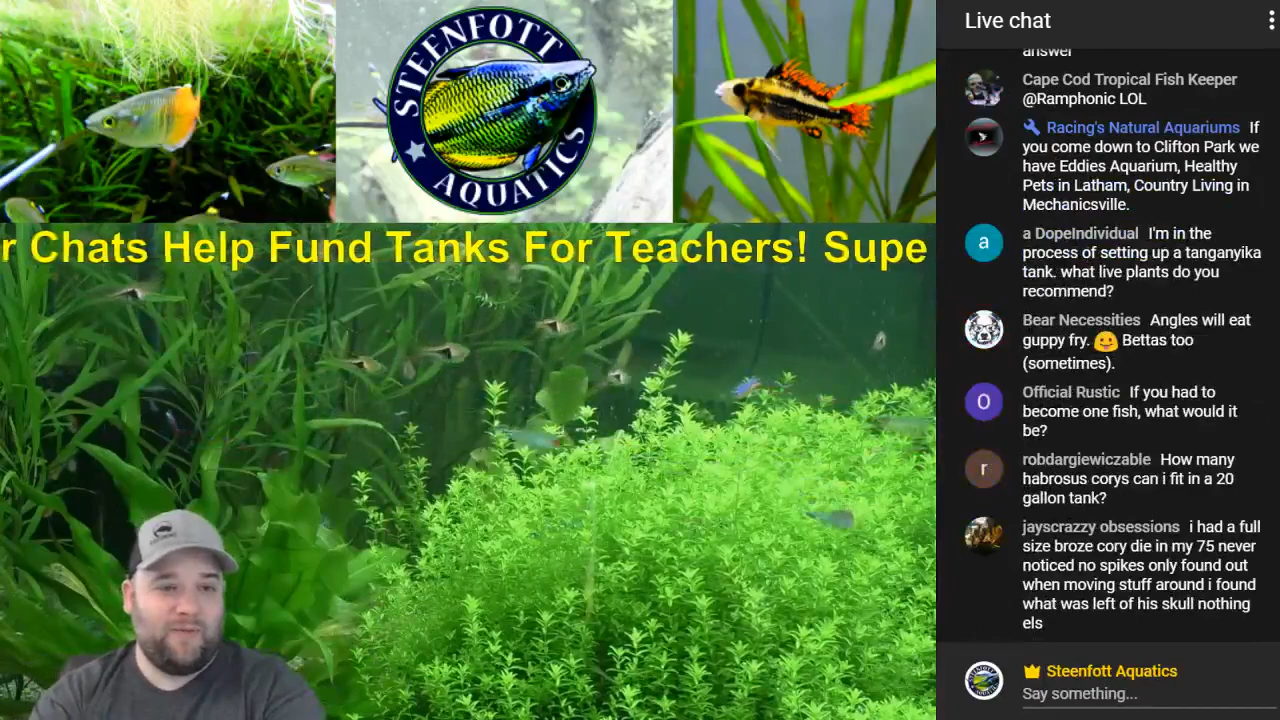 STEENFOTT
AQUATICS
r Chats Help Fund Tanks For Teachers! Supe
Live chat
answer
Cape Cod Tropical Fish Keeper
@Ramphonic LOL
Racing's Natural Aquariums If
you come down to Clifton Park we
have Eddies Aquarium, Healthy
Pets in Latham, Country Living in
Mechanicsville.
a
a DopeIndividual I'm in the
process of setting up a tanganyika
tank. what live plants do you
recommend?
Bear Necessities Angles will eat
guppy fry. Bettas too
(sometimes).
O
Official Rustic If you had to
become one fish, what would it
be?
r
robdargiewiczable How many
habrosus corys can i fit in a 20
gallon tank?
jayscrazzy obsessions i had a full
size broze cory die in my 75 never
noticed no spikes only found out
when moving stuff around i found
what was left of his skull nothing
els
Steenfott Aquatics
Say something...